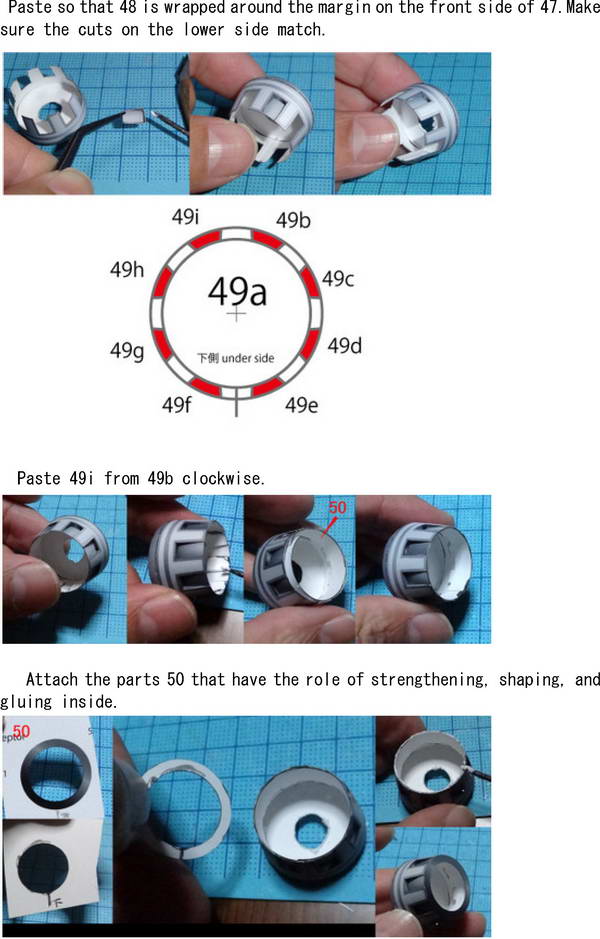 Paste so that 48 is wrapped around the margin on the front side of 47.Make
sure the cuts on the lower side match.
49i
49b
49h
49c
49a
49g
49d
下側 under side
49f
49e
Paste 49i from 49b clockwise.
50
Attach the parts 50 that have the role of strengthening, shaping, and
gluing inside.
50
5
1
下